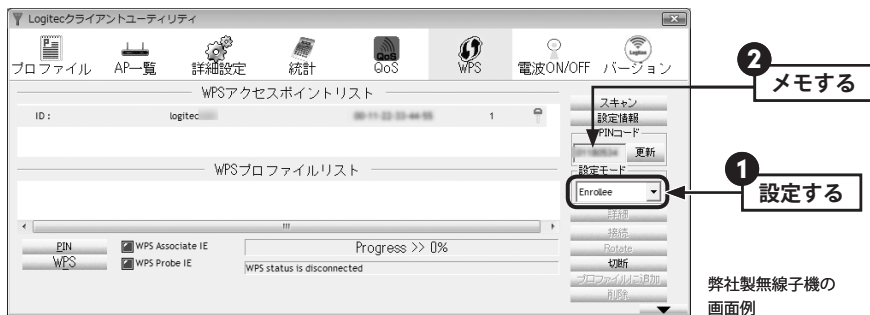 Logitecクライアントユーティリティ
プロファイル AP一覧 詳細設定 統計 QoS WPS 電波ON/OFF バージョン
WPSアクセスポイントリスト
ID : logitec 1
スキャン
設定情報
PINコード
更新
WPSプロファイルリスト
設定モード
Enrollee
詳細
接続
Rotate
切断
プロファイルに追加
削除
PIN
WPS
WPS Associate IE
WPS Probe IE
Progress >> 0%
WPS status is disconnected
2 メモする
1 設定する
弊社製無線子機の
画面例